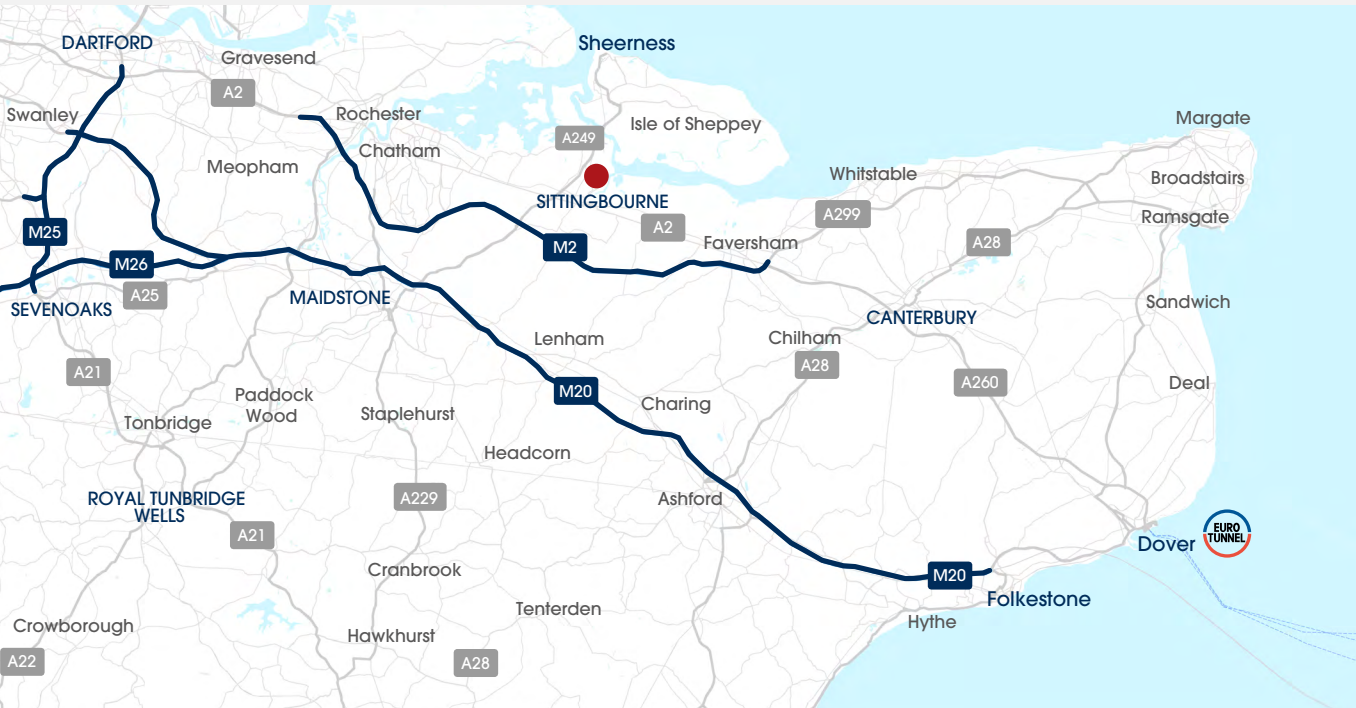 DARTFORD
Sheerness
Gravesend
A2
Swanley
Rochester
Margate
Isle of Sheppey
A249
Chatham
Meopham
Whitstable
Broadstairs
SITTINGBOURNE
A299
Ramsgate
A2
M25
M2
Faversham
A28
M26
A25
MAIDSTONE
SEVENOAKS
Sandwich
CANTERBURY
Lenham
Chilham
A28
A21
A260
Deal
M20
Paddock
Wood
Charing
Staplehurst
Tonbridge
Headcorn
ROYAL TUNBRIDGE
WELLS
A229
Ashford
A21
EURO
TUNNEL
Dover
Cranbrook
M20
Folkestone
Tenterden
Hythe
Crowborough
Hawkhurst
A22
A28